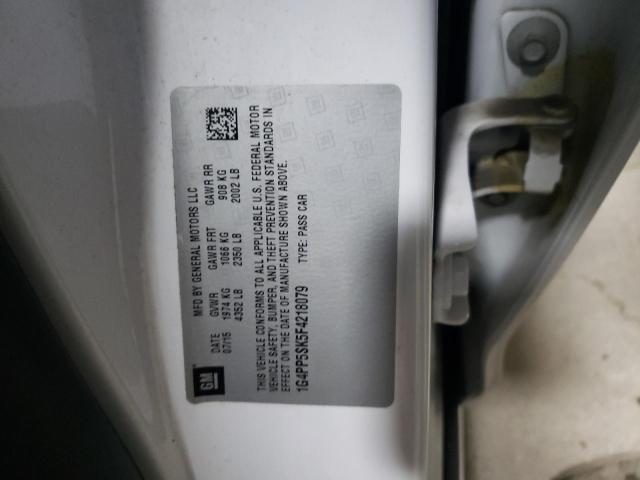 GM
MFD BY GENERAL MOTORS LLC
DATE GVWR GAWR FRT GAWR RR
07/15 1974 KG 1066 KG 908 KG
4352 LB 2350 LB 2002 LB
THIS VEHICLE CONFORMS TO ALL APPLICABLE U.S. FEDERAL MOTOR
VEHICLE SAFETY, BUMPER, AND THEFT PREVENTION STANDARDS IN
EFFECT ON THE DATE OF MANUFACTURE SHOWN ABOVE.
1G4PP5SK5F4218079 TYPE: PASS CAR